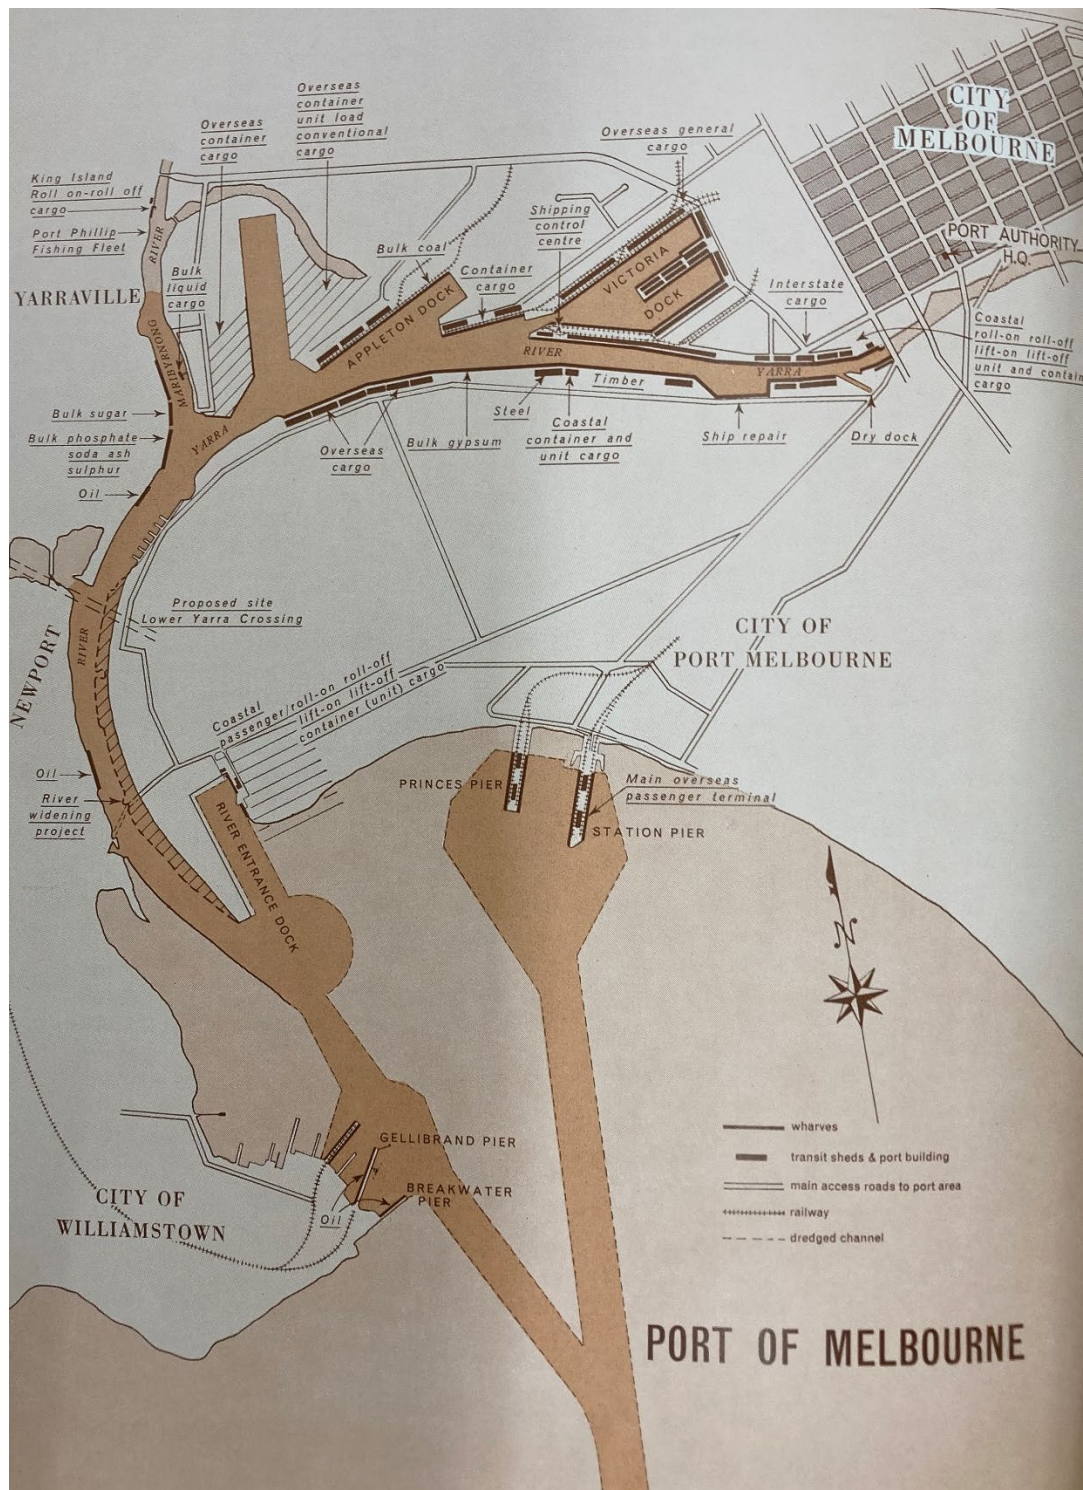 Overseas
container
unit load
conventional
cargo
Overseas
container
cargo
Overseas general
cargo
CITY
OF
MELBOURNE
King Island
Roll on-roll off
cargo
Port Phillip
Fishing Fleet
RIVER
Shipping
control
centre
Bulk coal
PORT AUTHORITY
H.Q.
YARRAVILLE
Bulk
liquid
cargo
Container
cargo
VICTORIA
DOCK
Interstate
cargo
APPLETON DOCK
Coastal
roll-on roll-off
lift-on lift-off
unit and contain
cargo
MARIBYRNONG
RIVER
YARRA
Steel
Timber
Bulk sugar
Bulk phosphate
soda ash
sulphur
YARRA
Overseas
cargo
Bulk gypsum
Coastal
container and
unit cargo
Ship repair
Dry dock
Oil
Proposed site
Lower Yarra Crossing
NEWPORT
RIVER
CITY OF
PORT MELBOURNE
Coastal
passenger/roll-on roll-off
lift-on lift-off
container (unit) cargo
Oil
River
widening
project
RIVER ENTRANCE DOCK
PRINCES PIER
Main overseas
passenger terminal
STATION PIER
N
GELLIBRAND PIER
BREAKWATER
PIER
Oil
CITY OF
WILLIAMSTOWN
wharves
transit sheds & port building
main access roads to port area
railway
dredged channel
PORT OF MELBOURNE